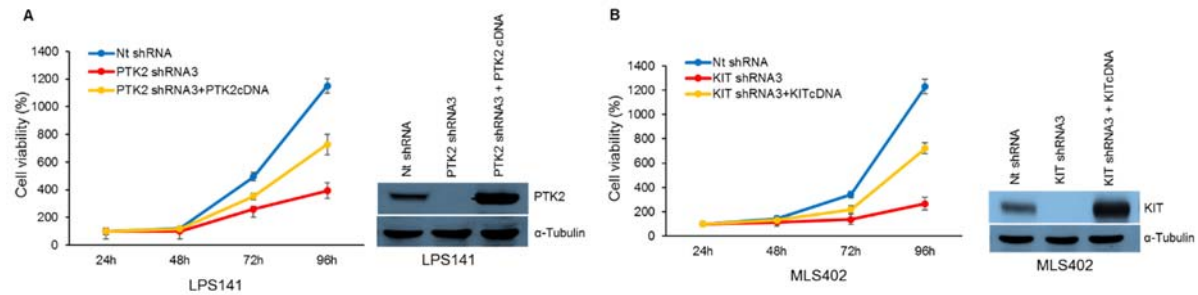 A
1400
1200
1000
800
600
400
200
0
Cell viability (%)
Nt shRNA
PTK2 shRNA3
PTK2 shRNA3+PTK2cDNA
24h 48h 72h 96h
LPS141
Nt shRNA
PTK2 shRNA3
PTK2 shRNA3 + PTK2 cDNA
PTK2
α-Tubulin
LPS141
B
1400
1200
1000
800
600
400
200
0
Cell viability (%)
Nt shRNA
KIT shRNA3
KIT shRNA3+KITcDNA
24h 48h 72h 96h
MLS402
Nt shRNA
KIT shRNA3
KIT shRNA3 + KITcDNA
KIT
α-Tubulin
MLS402